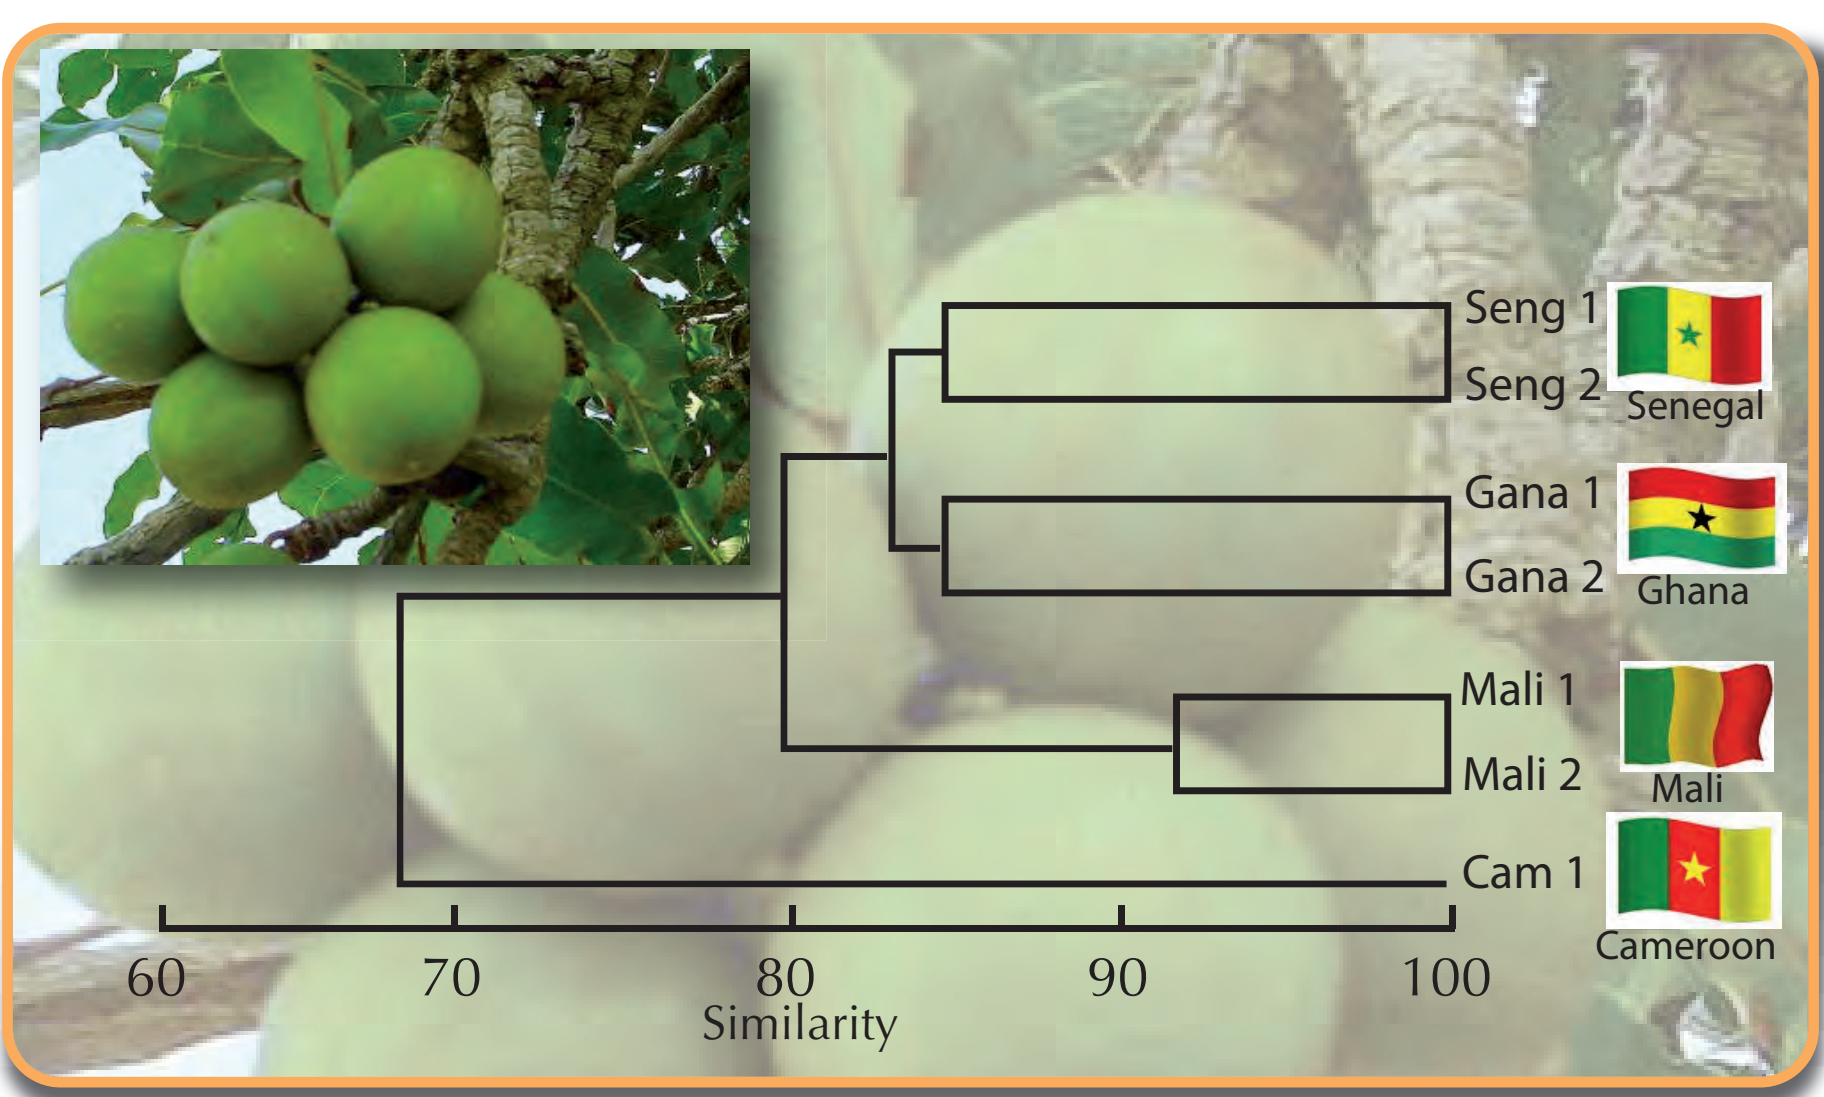 Seng 1
Seng 2
Senegal
Gana 1
Gana 2
Ghana
Mali 1
Mali 2
Mali
Cam 1
Cameroon
60 70 80 90 100
Similarity